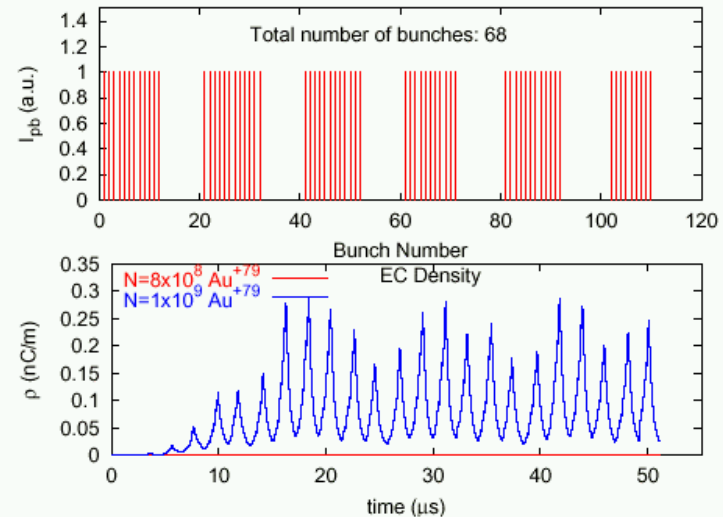 Total number of bunches: 68
I_pb (a.u.)
1.4
1.2
1
0.8
0.6
0.4
0.2
0
0 20 40 60 80 100 120
Bunch Number
EC Density
N=8x10^8 Au^+79
N=1x10^9 Au^+79
ρ (nC/m)
0.35
0.3
0.25
0.2
0.15
0.1
0.05
0
0 10 20 30 40 50
time (μs)